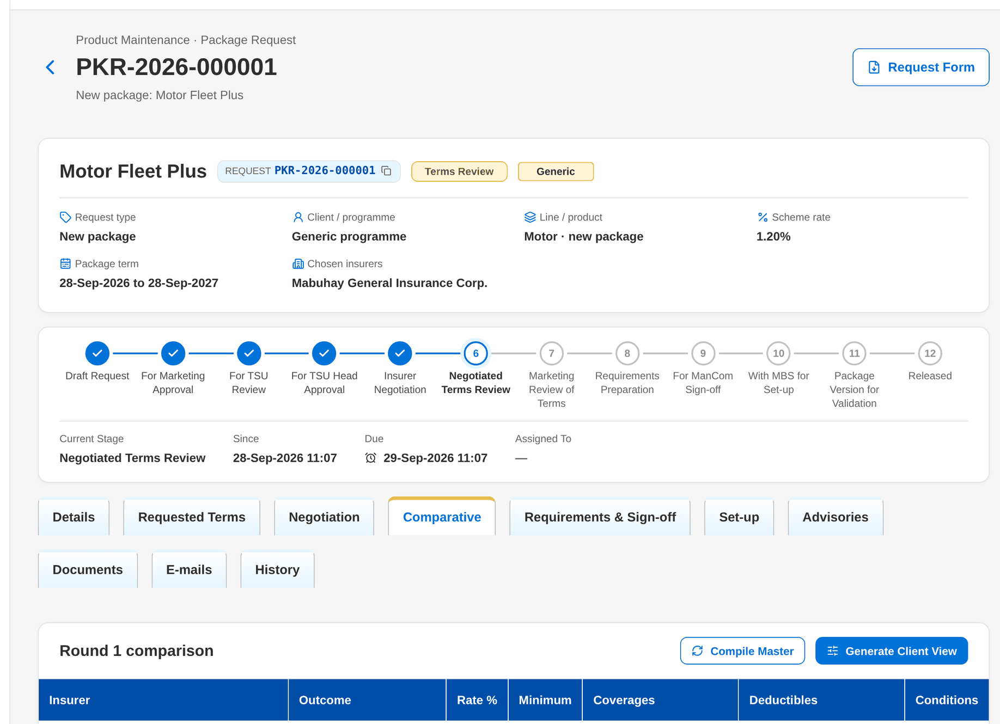 Product Maintenance · Package Request
PKR-2026-000001
New package: Motor Fleet Plus
Request Form
Motor Fleet Plus
REQUEST PKR-2026-000001
Terms Review
Generic
Request type
New package
Client / programme
Generic programme
Line / product
Motor · new package
Scheme rate
1.20%
Package term
28-Sep-2026 to 28-Sep-2027
Chosen insurers
Mabuhay General Insurance Corp.
Draft Request
For Marketing
Approval
For TSU
Review
For TSU Head
Approval
Insurer
Negotiation
6
Negotiated
Terms Review
7
Marketing
Review of
Terms
8
Requirements
Preparation
9
For ManCom
Sign-off
10
With MBS for
Set-up
11
Package
Version for
Validation
12
Released
Current Stage
Negotiated Terms Review
Since
28-Sep-2026 11:07
Due
29-Sep-2026 11:07
Assigned To
—
Details
Requested Terms
Negotiation
Comparative
Requirements & Sign-off
Set-up
Advisories
Documents
E-mails
History
Round 1 comparison
Compile Master
Generate Client View
Insurer
Outcome
Rate %
Minimum
Coverages
Deductibles
Conditions